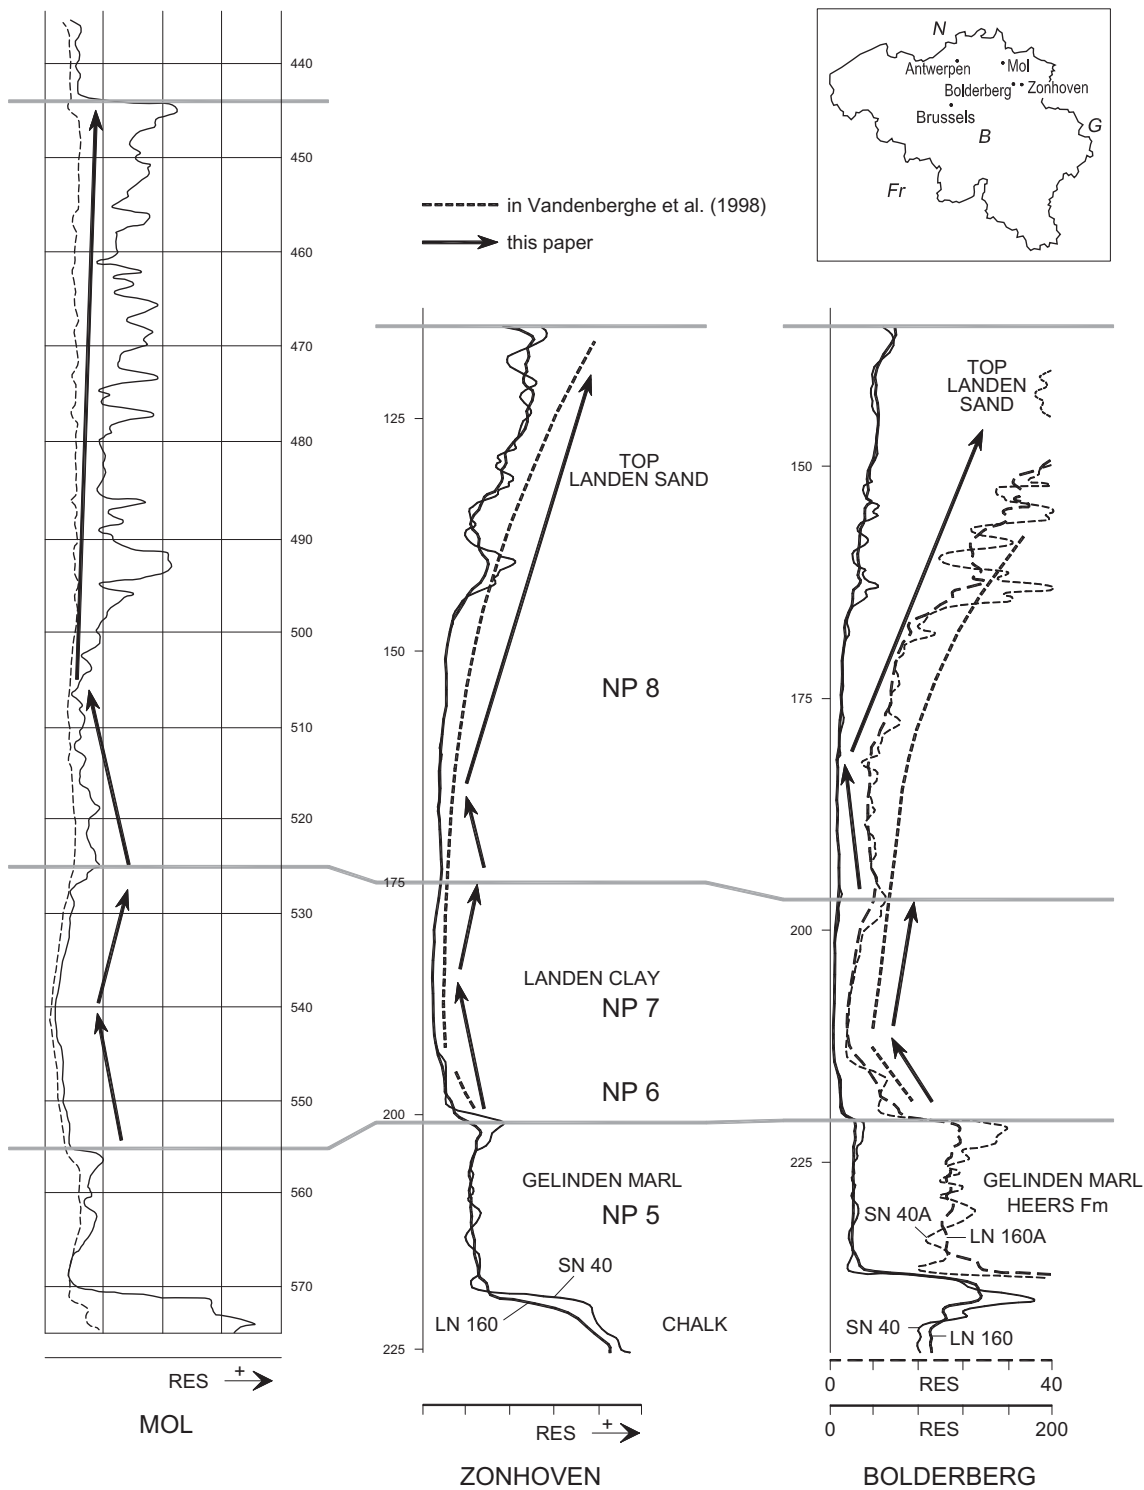 440
450
460
470
480
490
500
510
520
530
540
550
560
570
RES +
MOL
in Vandenberghe et al. (1998)
this paper
N
Antwerpen
Mol
Bolderberg
Zonhoven
Brussels
B
G
Fr
125
150
175
200
225
TOP
LANDEN SAND
NP 8
LANDEN CLAY
NP 7
NP 6
GELINDEN MARL
NP 5
SN 40
LN 160
CHALK
RES +
ZONHOVEN
TOP
LANDEN
SAND
150
175
200
225
GELINDEN MARL
HEERS Fm
SN 40A
LN 160A
SN 40
LN 160
0 RES 40
0 RES 200
BOLDERBERG